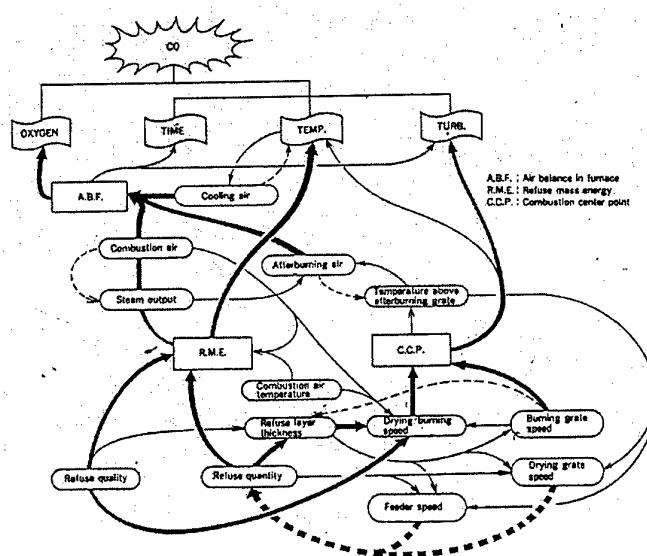 CO
OXYGEN
TIME
TEMP.
TURB.
A.B.F. : Air balance in furnace
R.M.E. : Refuse mass energy
C.C.P. : Combustion center point
A.B.F.
Cooling air
Combustion air
Afterburning air
Steam output
Temperature above
afterburning grate
R.M.E.
C.C.P.
Combustion air
temperature
Refuse layer
thickness
Drying burning
speed
Burning grate
speed
Refuse quality
Refuse quantity
Drying grate
speed
Feeder speed